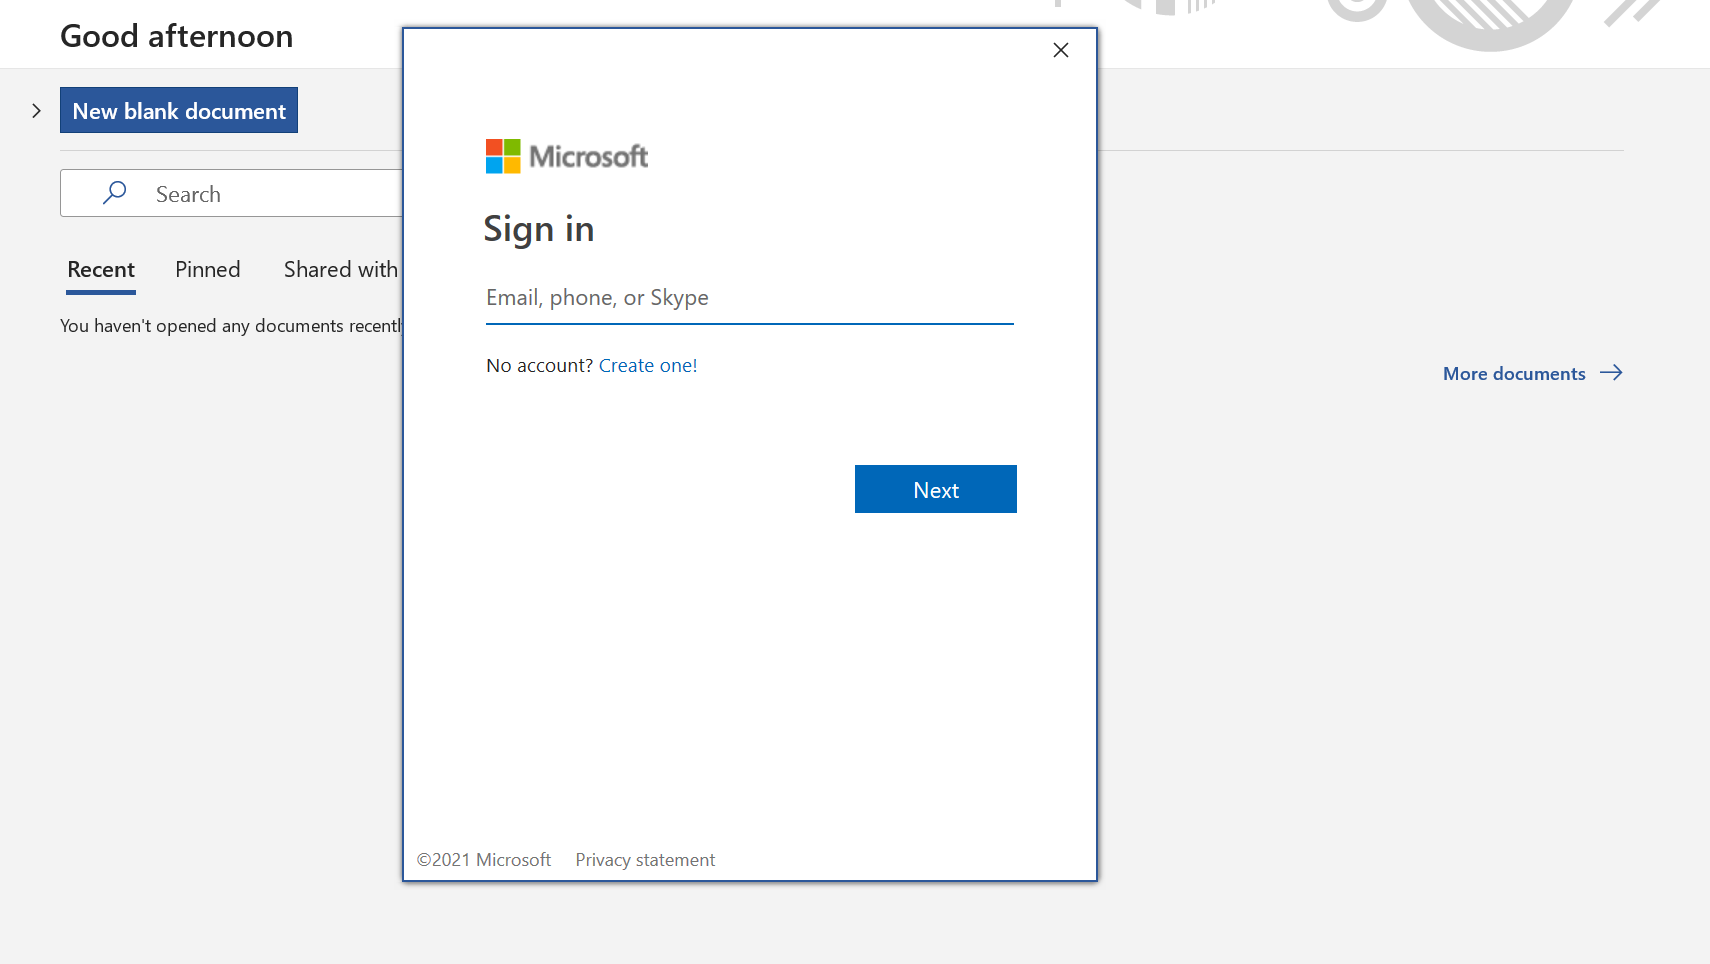 Good afternoon
New blank document
Search
Recent
Pinned
Shared with
You haven't opened any documents recently
More documents
Microsoft
Sign in
Email, phone, or Skype
No account? Create one!
Next
©2021 Microsoft
Privacy statement